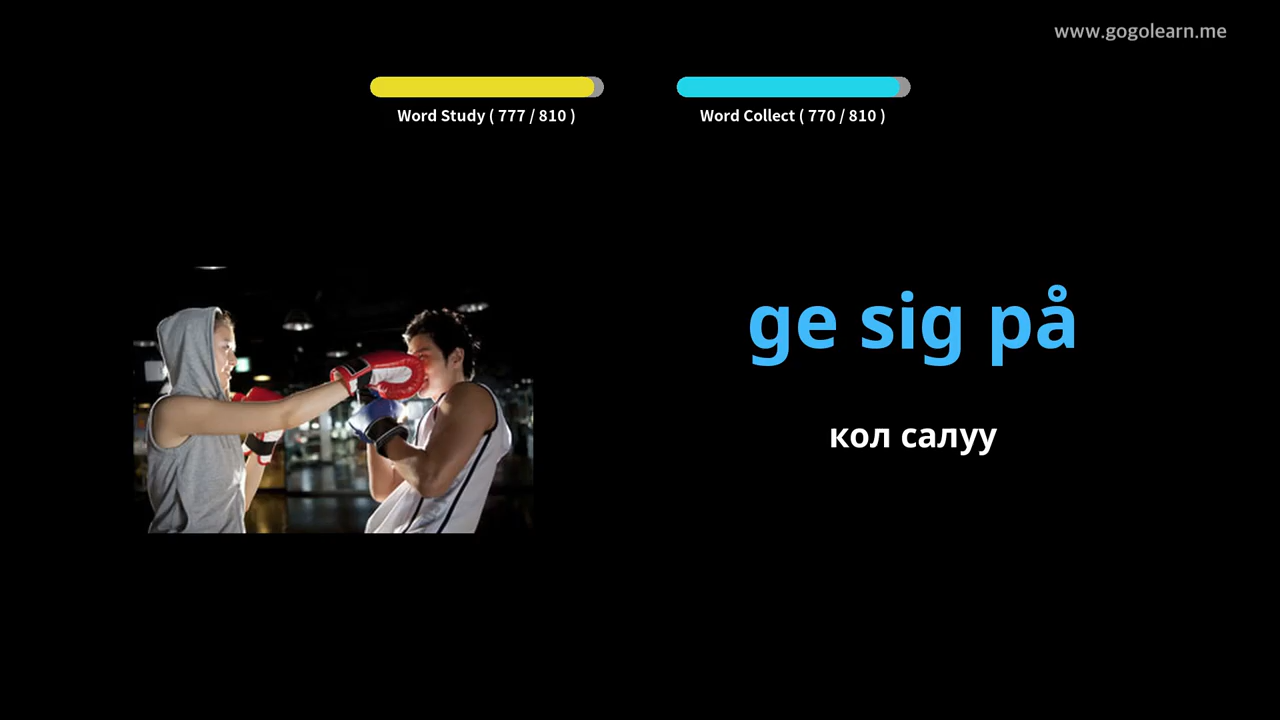 www.gogolearn.me
Word Study ( 777 / 810 )
Word Collect ( 770 / 810 )
ge sig på
кол салуу